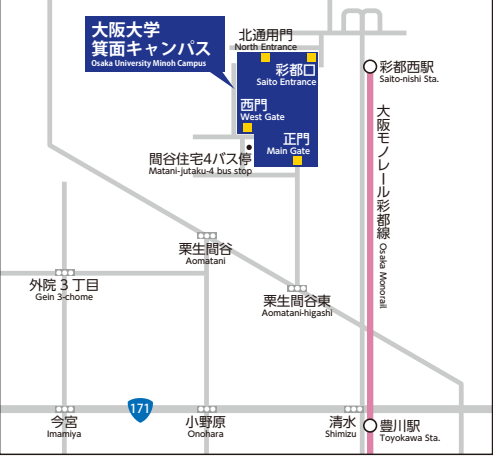 大阪大学
箕面キャンパス
Osaka University Minoh Campus
北通用門
North Entrance
彩都口
Saito Entrance
西門
West Gate
正門
Main Gate
彩都西駅
Saito-nishi Sta.
間谷住宅4バス停
Matani-jutaku-4 bus stop
大阪モノレール彩都線 Osaka Monorail
粟生間谷
Aomatani
外院3丁目
Gein 3-chome
粟生間谷東
Aomatani-higashi
171
今宮
Imamiya
小野原
Onohara
清水
Shimizu
豊川駅
Toyokawa Sta.